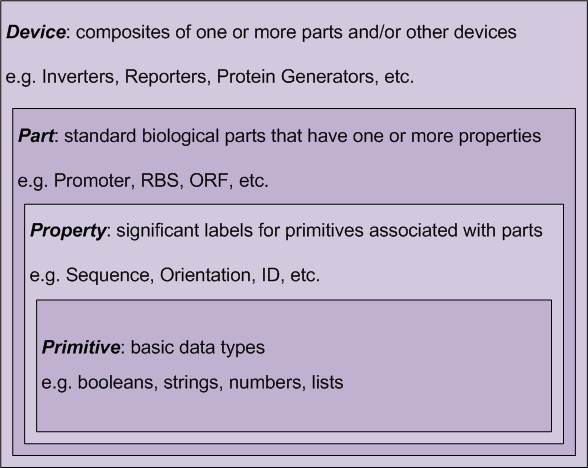 Device: composites of one or more parts and/or other devices
e.g. Inverters, Reporters, Protein Generators, etc.
Part: standard biological parts that have one or more properties
e.g. Promoter, RBS, ORF, etc.
Property: significant labels for primitives associated with parts
e.g. Sequence, Orientation, ID, etc.
Primitive: basic data types
e.g. booleans, strings, numbers, lists